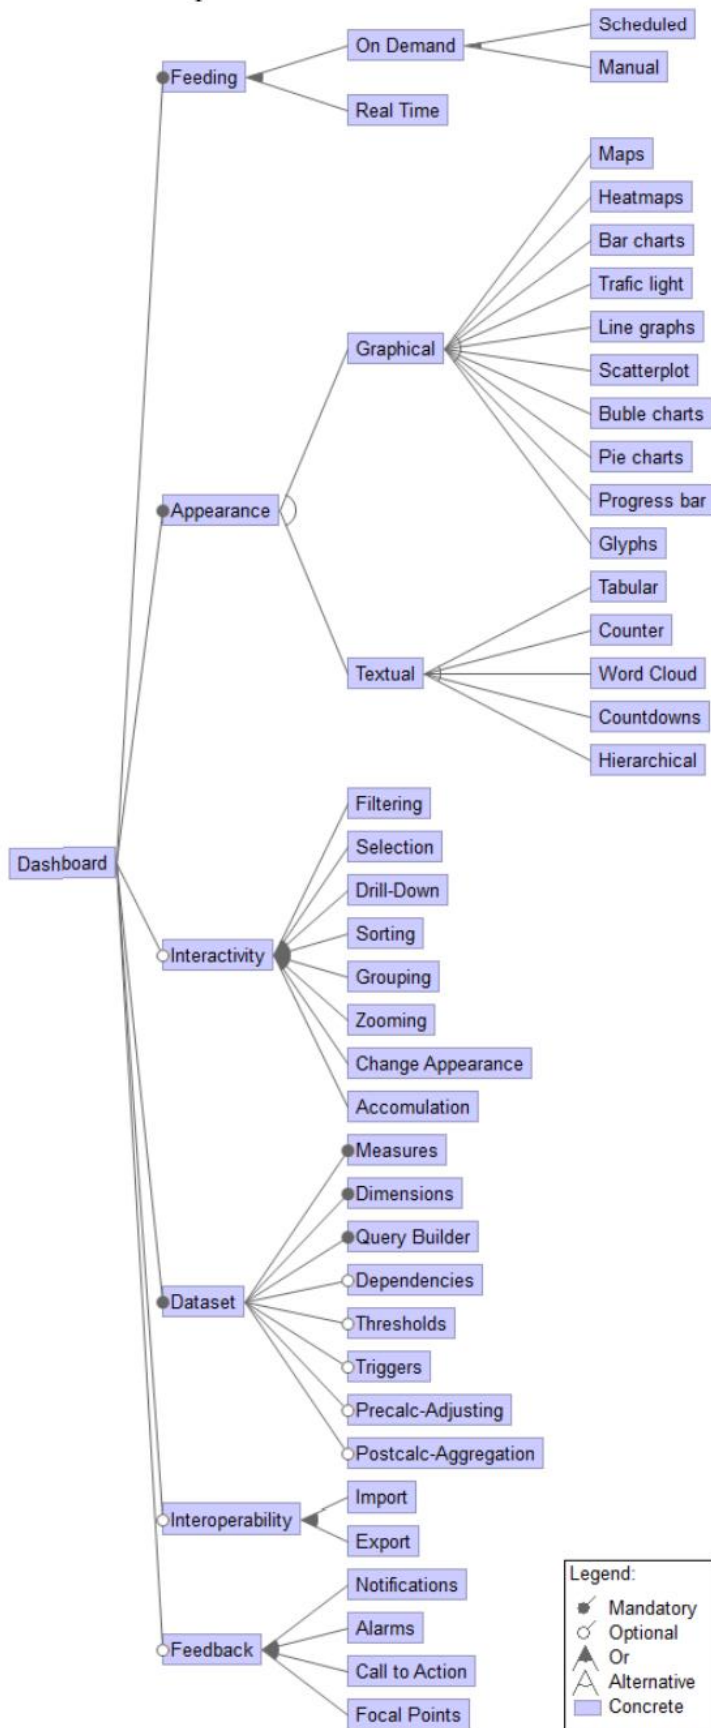 Scheduled
On Demand
Manual
Feeding
Real Time
Maps
Heatmaps
Bar charts
Trafic light
Line graphs
Graphical
Scatterplot
Buble charts
Pie charts
Progress bar
Appearance
Glyphs
Tabular
Counter
Textual
Word Cloud
Countdowns
Hierarchical
Dashboard
Filtering
Selection
Drill-Down
Sorting
Interactivity
Grouping
Zooming
Change Appearance
Accomulation
Measures
Dimensions
Query Builder
Dependencies
Dataset
Thresholds
Triggers
Precalc-Adjusting
Postcalc-Aggregation
Import
Interoperability
Export
Notifications
Alarms
Feedback
Call to Action
Focal Points
Legend:
Mandatory
Optional
Or
Alternative
Concrete